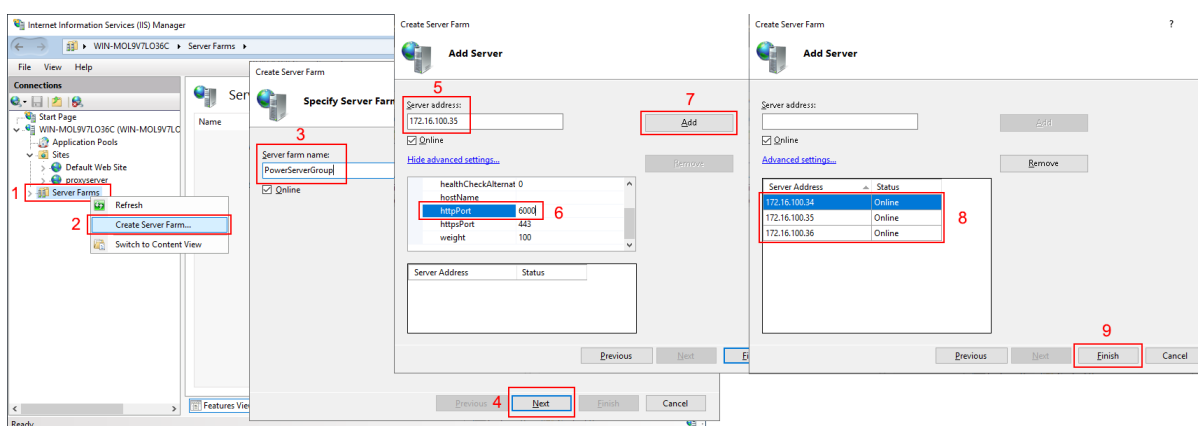 Internet Information Services (IIS) Manager
WIN-MOL9V7LO36C
Server Farms
File View Help
Connections
Start Page
WIN-MOL9V7LO36C (WIN-MOL9V7LO
Application Pools
Sites
Default Web Site
proxyserver
1
Server Farms
Refresh
2
Create Server Farm...
Switch to Content View
Ser
Name
Features Vie
Ready
Create Server Farm
Specify Server Farm
3
Server farm name:
PowerServerGroup
Online
Previous
4
Next
Finish
Cancel
Create Server Farm
Add Server
5
Server address:
172.16.100.35
7
Add
Online
Hide advanced settings...
Remove
healthCheckAlternat 0
hostName
httpPort 6000
6
httpsPort 443
weight 100
Server Address Status
Previous
Next
Fi
Create Server Farm
?
Add Server
Server address:
Add
Online
Advanced settings...
Remove
Server Address Status
172.16.100.34 Online
172.16.100.35 Online
172.16.100.36 Online
8
9
Previous
Next
Finish
Cancel